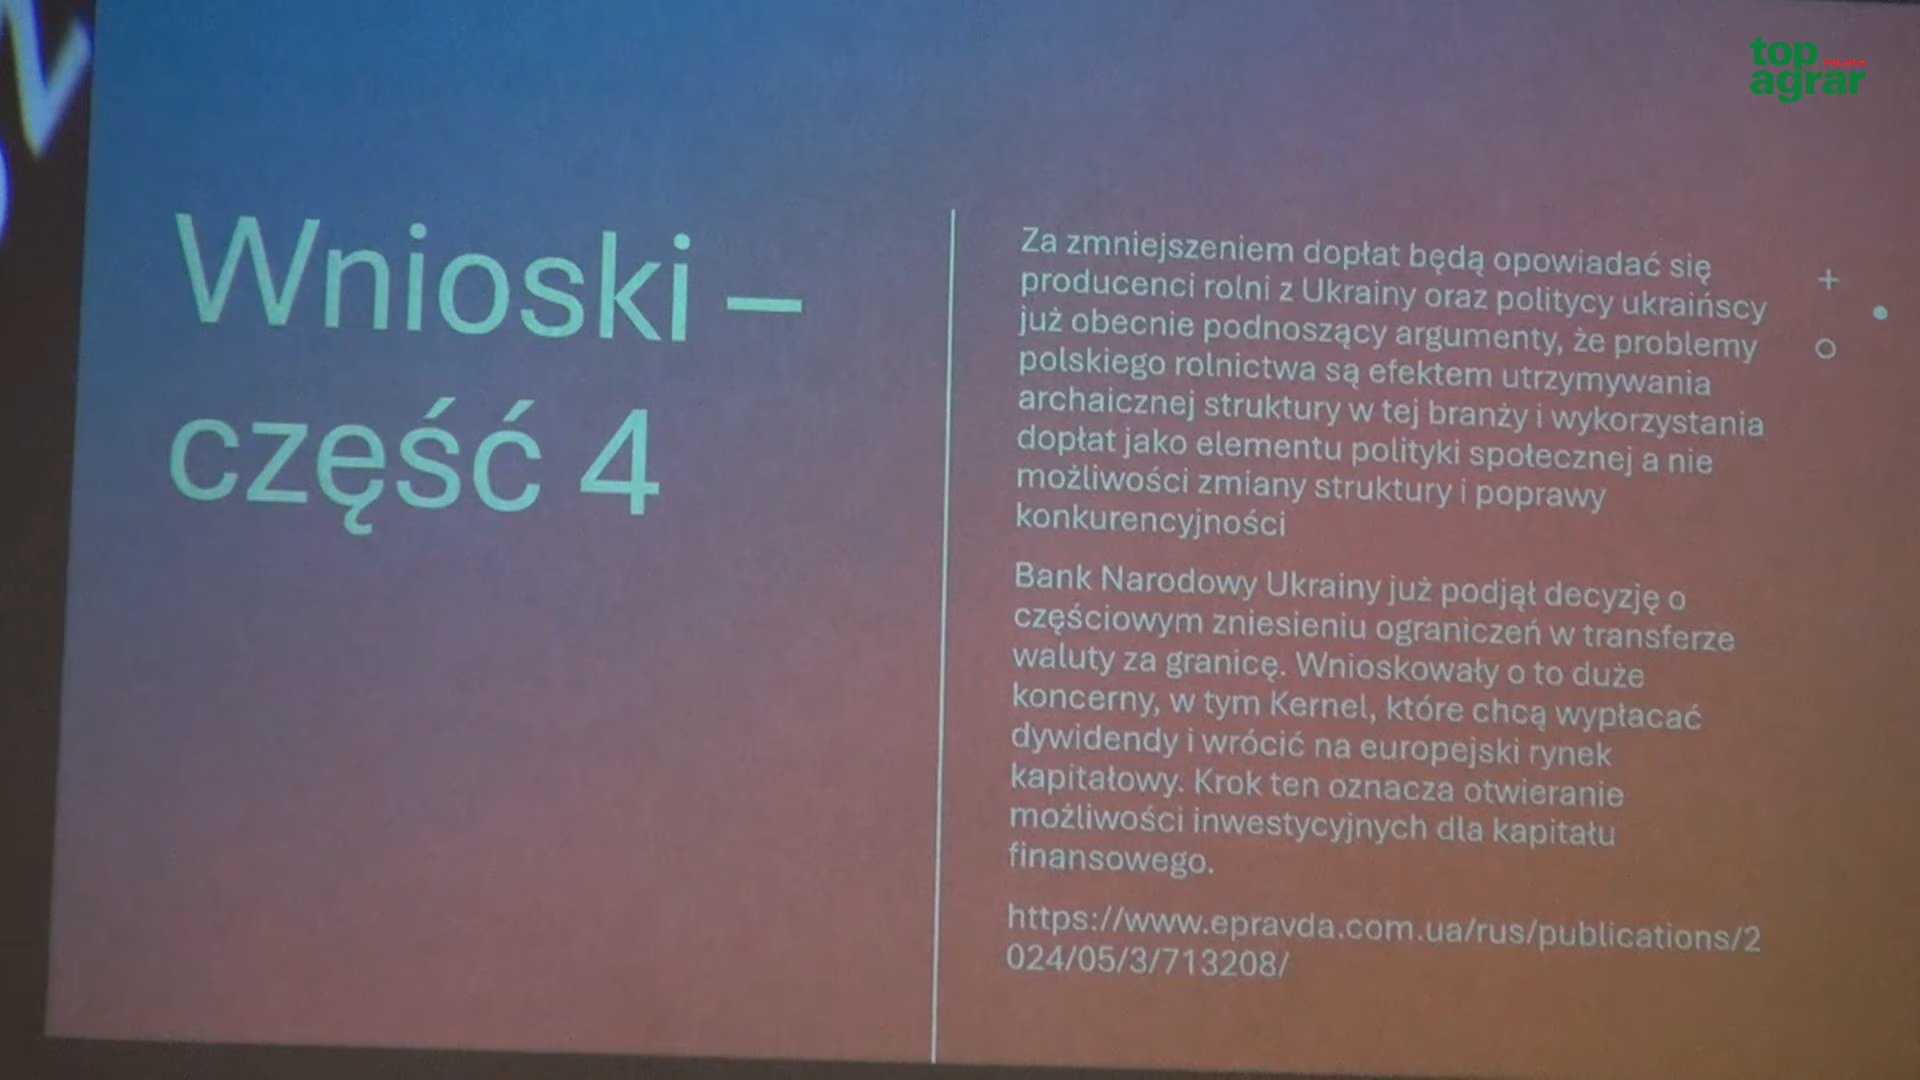 top
agrar
POLSKA
Wnioski –
część 4
Za zmniejszeniem dopłat będą opowiadać się
producenci rolni z Ukrainy oraz politycy ukraińscy
już obecnie podnoszący argumenty, że problemy
polskiego rolnictwa są efektem utrzymywania
archaicznej struktury w tej branży i wykorzystania
dopłat jako elementu polityki społecznej a nie
możliwości zmiany struktury i poprawy
konkurencyjności
Bank Narodowy Ukrainy już podjął decyzję o
częściowym zniesieniu ograniczeń w transferze
waluty za granicę. Wnioskowały o to duże
koncerny, w tym Kernel, które chcą wypłacać
dywidendy i wrócić na europejski rynek
kapitałowy. Krok ten oznacza otwieranie
możliwości inwestycyjnych dla kapitału
finansowego.
https://www.epravda.com.ua/rus/publications/2
024/05/3/713208/